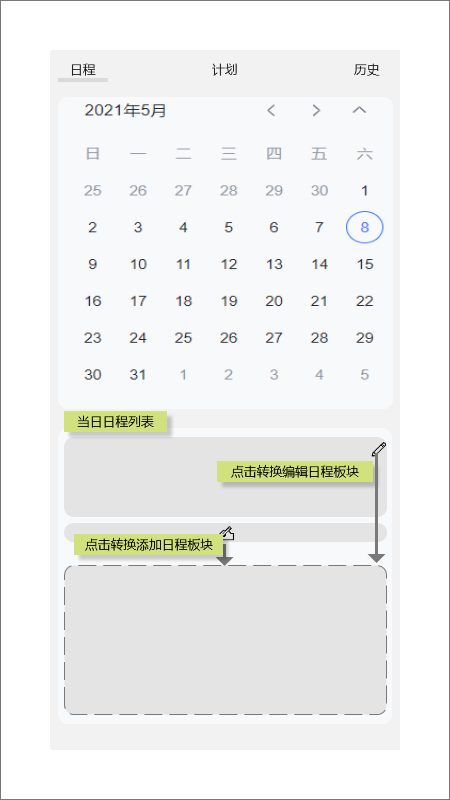 日程 计划 历史
2021年5月
日 一 二 三 四 五 六
25 26 27 28 29 30 1
2 3 4 5 6 7 8
9 10 11 12 13 14 15
16 17 18 19 20 21 22
23 24 25 26 27 28 29
30 31 1 2 3 4 5
当日日程列表
点击转换编辑日程板块
点击转换添加日程板块